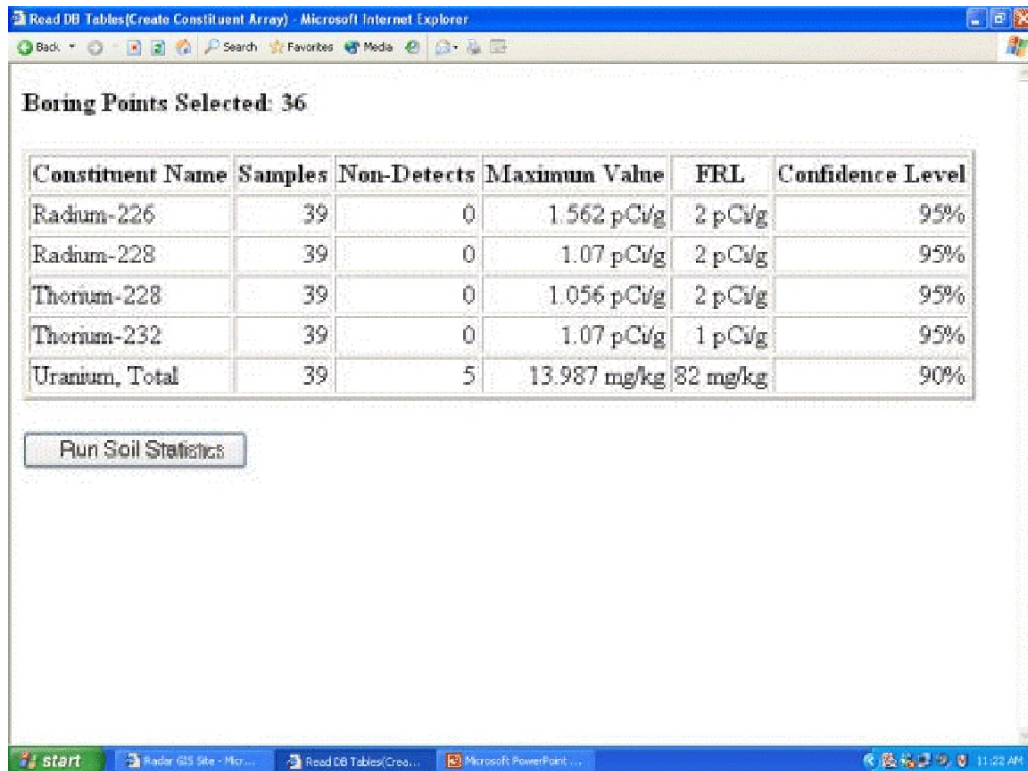 Read DB Tables(Create Constituent Array) - Microsoft Internet Explorer
Back Search Favorites Media
Boring Points Selected: 36
Constituent Name Samples Non-Detects Maximum Value FRL Confidence Level
Radium-226 39 0 1.562 pCi/g 2 pCi/g 95%
Radium-228 39 0 1.07 pCi/g 2 pCi/g 95%
Thorium-228 39 0 1.056 pCi/g 2 pCi/g 95%
Thorium-232 39 0 1.07 pCi/g 1 pCi/g 95%
Uranium, Total 39 5 13.987 mg/kg 82 mg/kg 90%
Run Soil Statistics
start Radar GIS Site - Micr... Read DB Tables(Crea... Microsoft PowerPoint ... 11:22 AM